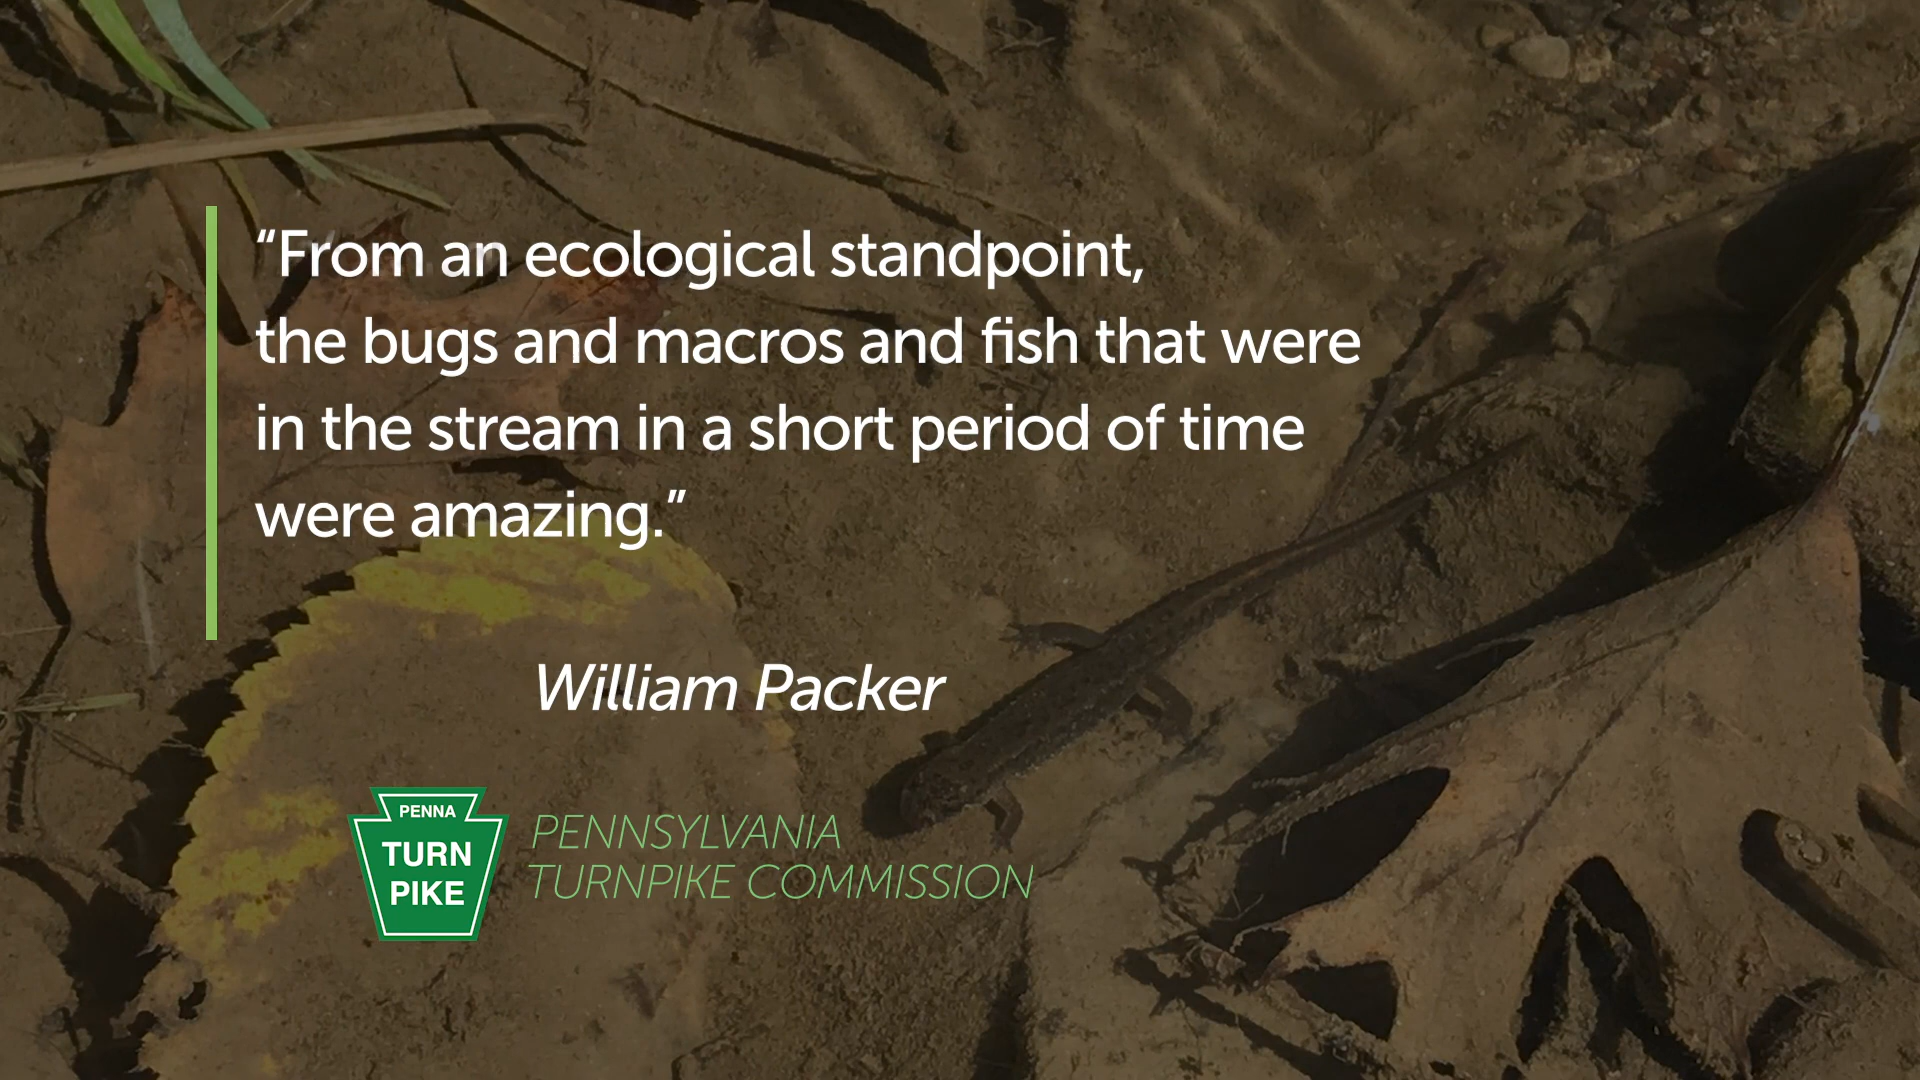 “From an ecological standpoint,
the bugs and macros and fish that were
in the stream in a short period of time
were amazing.”
William Packer
PENNA
TURN
PIKE
PENNSYLVANIA
TURNPIKE COMMISSION